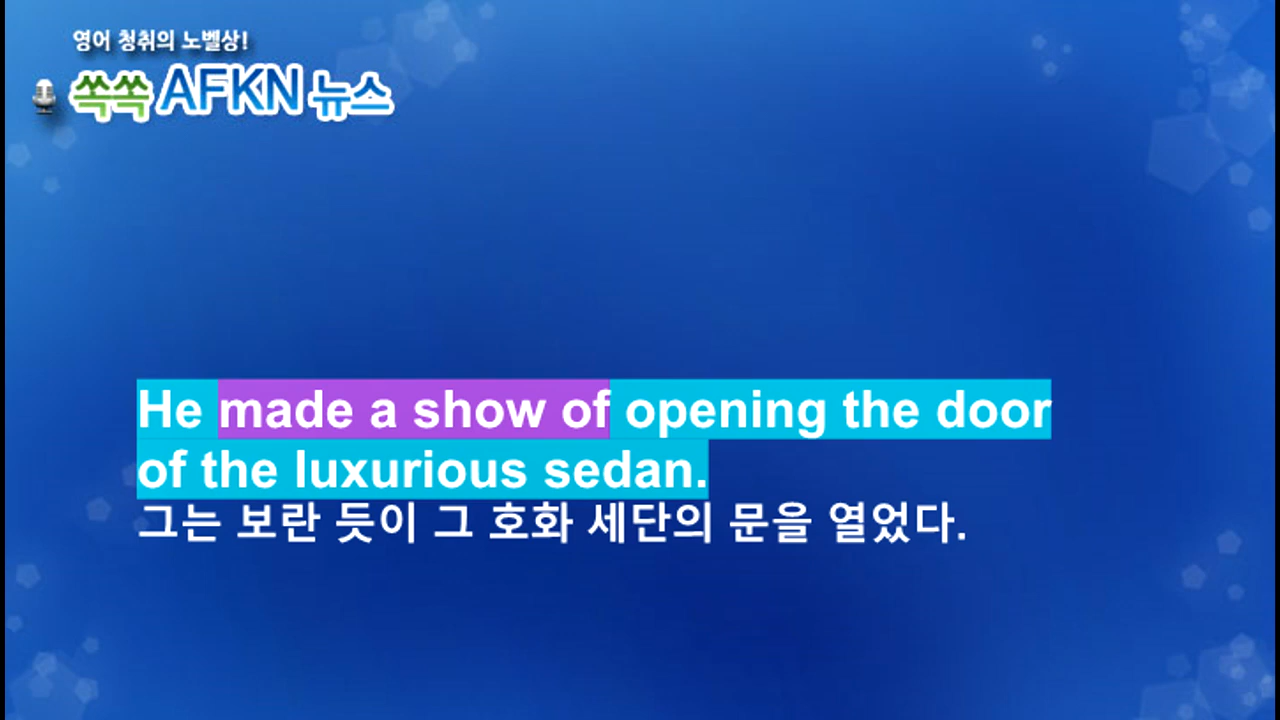 영어 청취의 노벨상!
쏙쏙 AFKN 뉴스
He made a show of opening the door
of the luxurious sedan.
그는 보란 듯이 그 호화 세단의 문을 열었다.